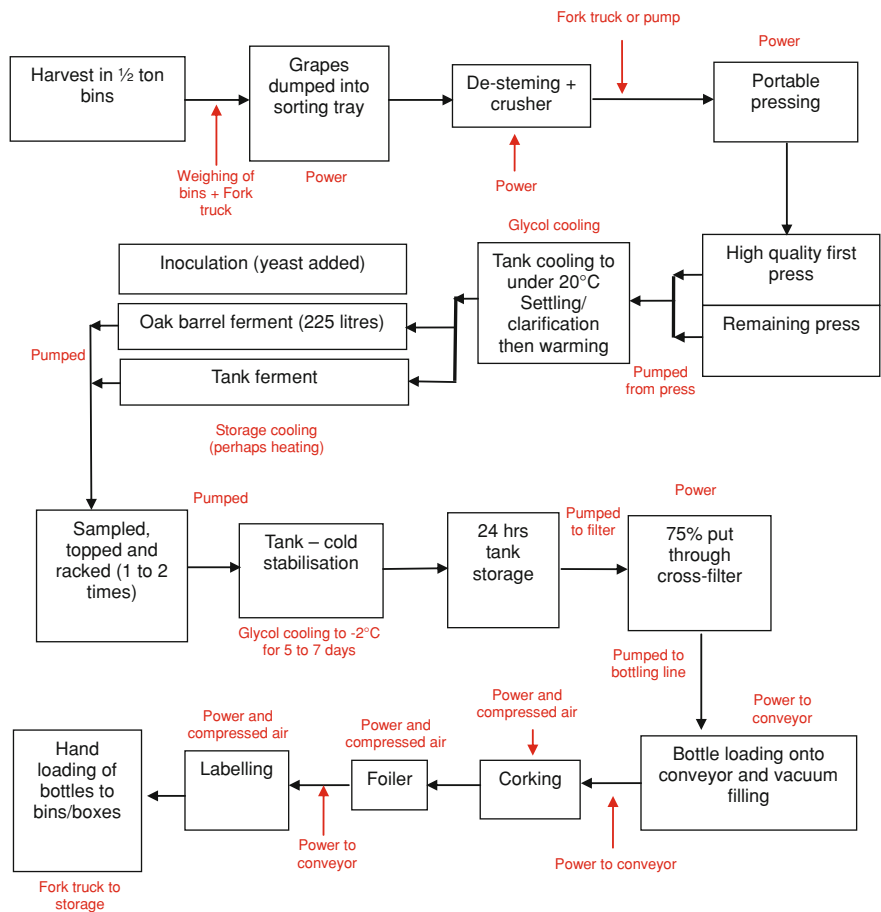 Fork truck or pump
Harvest in ½ ton
bins
Grapes
dumped into
sorting tray
De-steming +
crusher
Power
Portable
pressing
Weighing of
bins + Fork
truck
Power
Power
Glycol cooling
Inoculation (yeast added)
Tank cooling to
under 20°C
Settling/
clarification
then warming
High quality first
press
Remaining press
Oak barrel ferment (225 litres)
Pumped
Tank ferment
Pumped
from press
Storage cooling
(perhaps heating)
Pumped
Sampled,
topped and
racked (1 to 2
times)
Tank – cold
stabilisation
Glycol cooling to -2°C
for 5 to 7 days
24 hrs
tank
storage
Pumped
to filter
Power
75% put
through
cross-filter
Pumped to
bottling line
Power to
conveyor
Bottle loading onto
conveyor and vacuum
filling
Power to conveyor
Power and
compressed air
Corking
Power and
compressed air
Foiler
Power to
conveyor
Power and
compressed air
Labelling
Hand
loading of
bottles to
bins/boxes
Fork truck to
storage